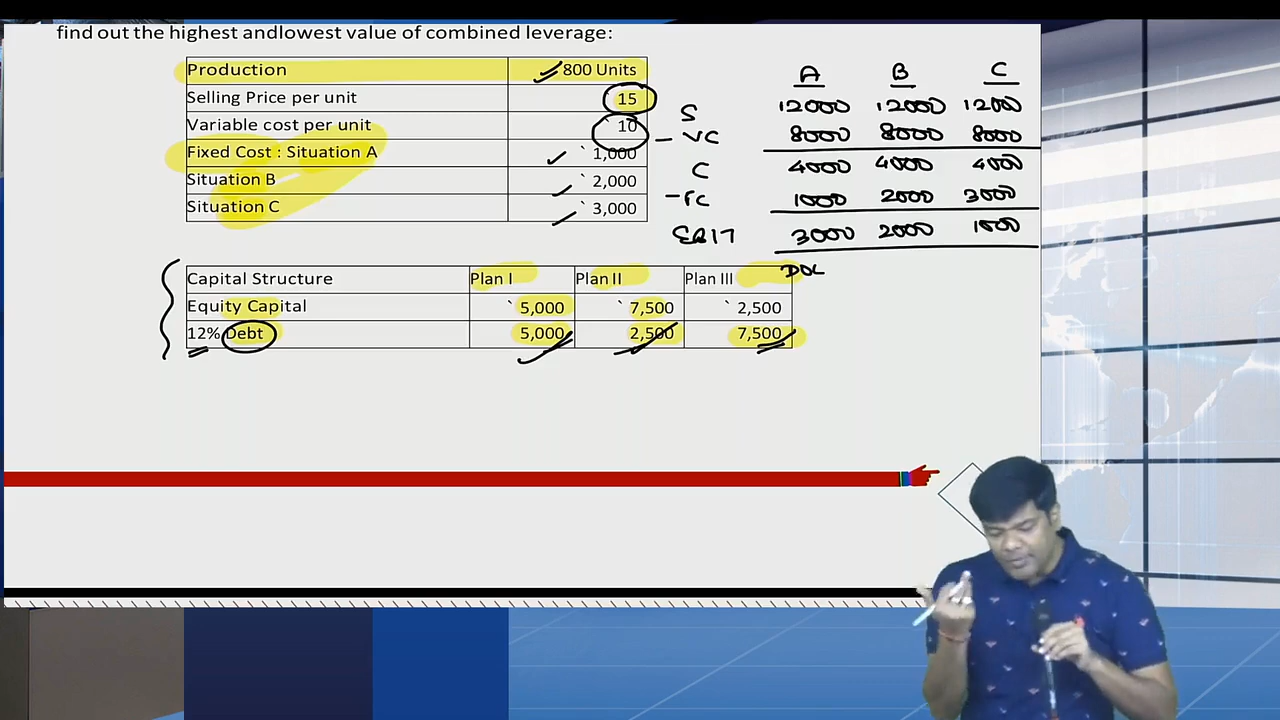 find out the highest andlowest value of combined leverage:
Production 800 Units
Selling Price per unit 15
Variable cost per unit 10
Fixed Cost : Situation A ` 1,000
Situation B ` 2,000
Situation C ` 3,000
A B C
S 12000 12000 12000
- VC 8000 8000 8000
C 4000 4000 4000
- FC 1000 2000 3000
EBIT 3000 2000 1000
DOL
Capital Structure Plan I Plan II Plan III
Equity Capital ` 5,000 ` 7,500 ` 2,500
12% Debt 5,000 2,500 7,500